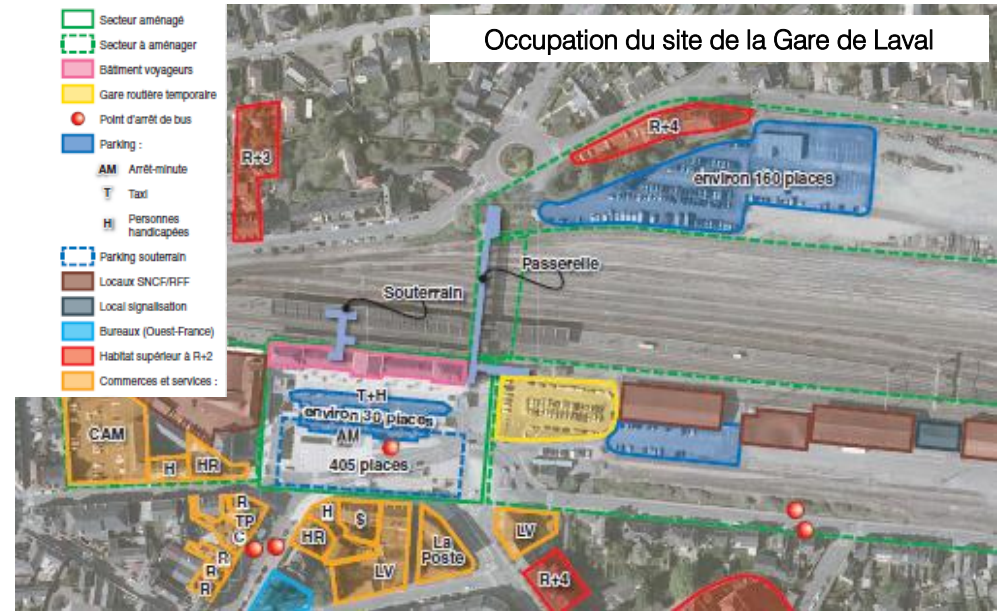 Occupation du site de la Gare de Laval
Secteur aménagé
Secteur à aménager
Bâtiment voyageurs
Gare routière temporaire
Point d'arrêt de bus
Parking :
AM Arrêt-minute
T Taxi
H Personnes
handicapées
Parking souterrain
Locaux SNCF/RFF
Local signalisation
Bureaux (Ouest-France)
Habitat supérieur à R+2
Commerces et services :
R+3
R+4
environ 160 places
Passerelle
Souterrain
T+H
environ 30 places
AM
405 places
CAM
H
HR
R
TP
C
R
R
R
H
HR
$
LV
La
Poste
LV
R+4